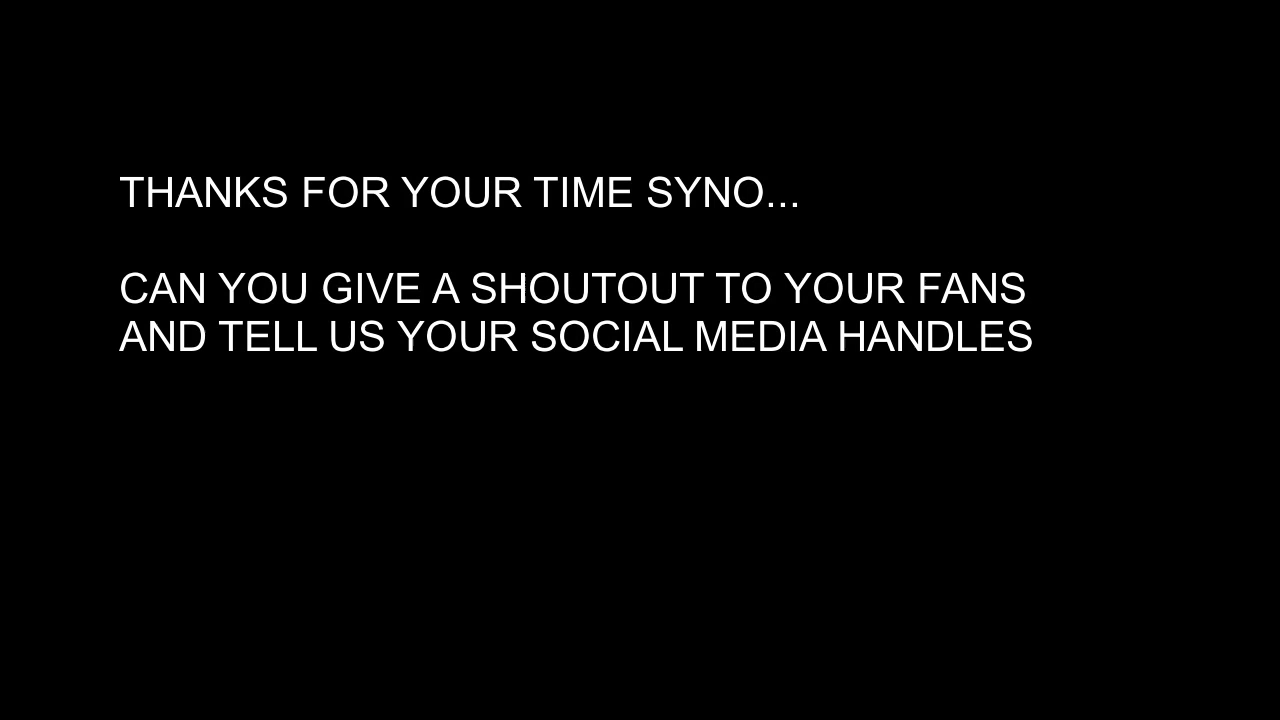 THANKS FOR YOUR TIME SYNO...
CAN YOU GIVE A SHOUTOUT TO YOUR FANS
AND TELL US YOUR SOCIAL MEDIA HANDLES